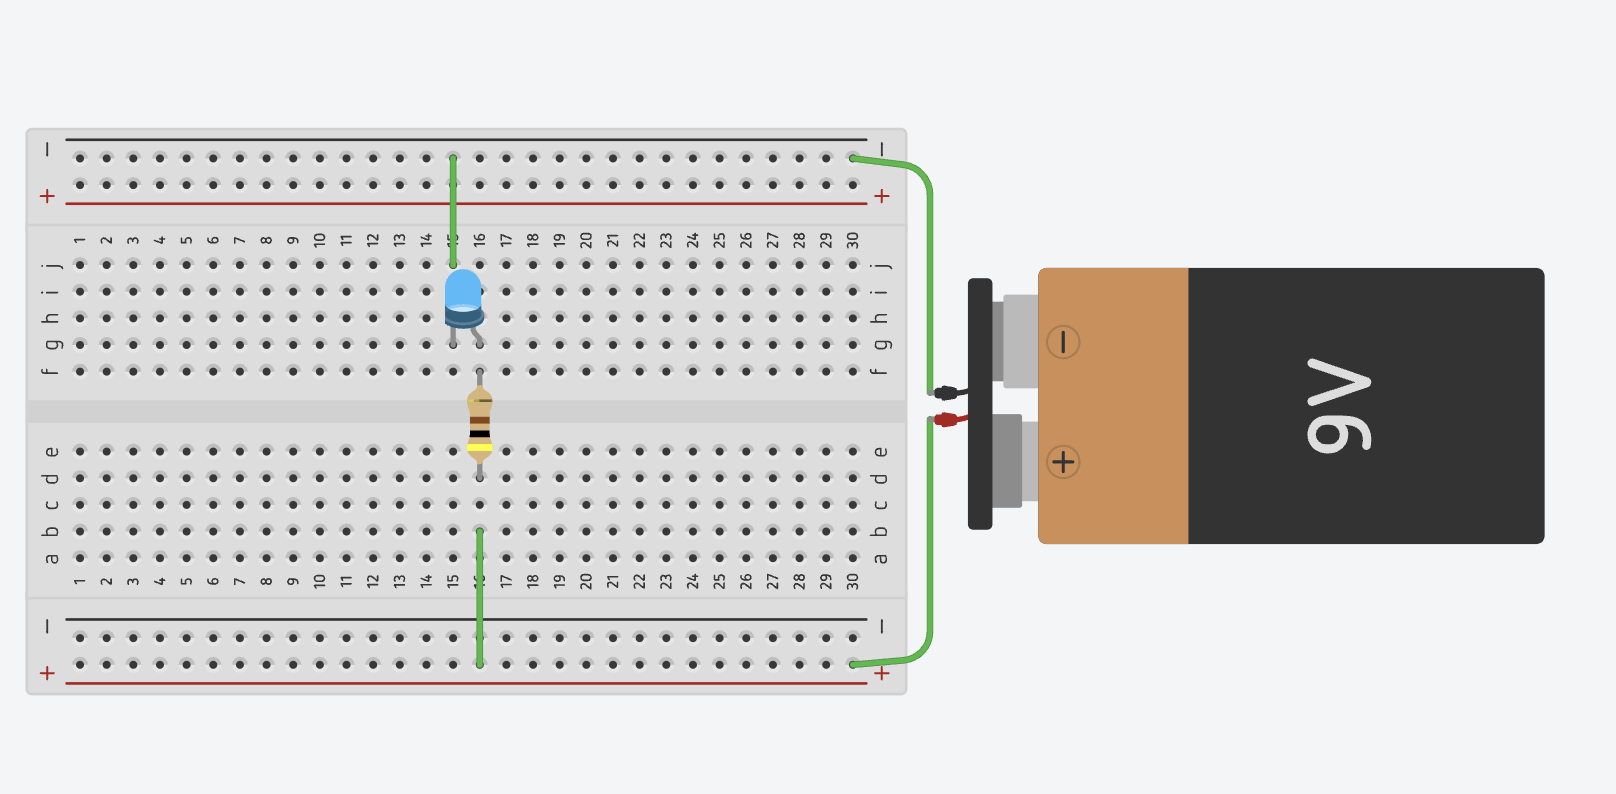 − −
+ +
1 2 3 4 5 6 7 8 9 10 11 12 13 14 15 16 17 18 19 20 21 22 23 24 25 26 27 28 29 30
j j
i i
h h
g g
f f
e e
d d
c c
b b
a a
1 2 3 4 5 6 7 8 9 10 11 12 13 14 15 16 17 18 19 20 21 22 23 24 25 26 27 28 29 30
− −
+ +
−
+
9V